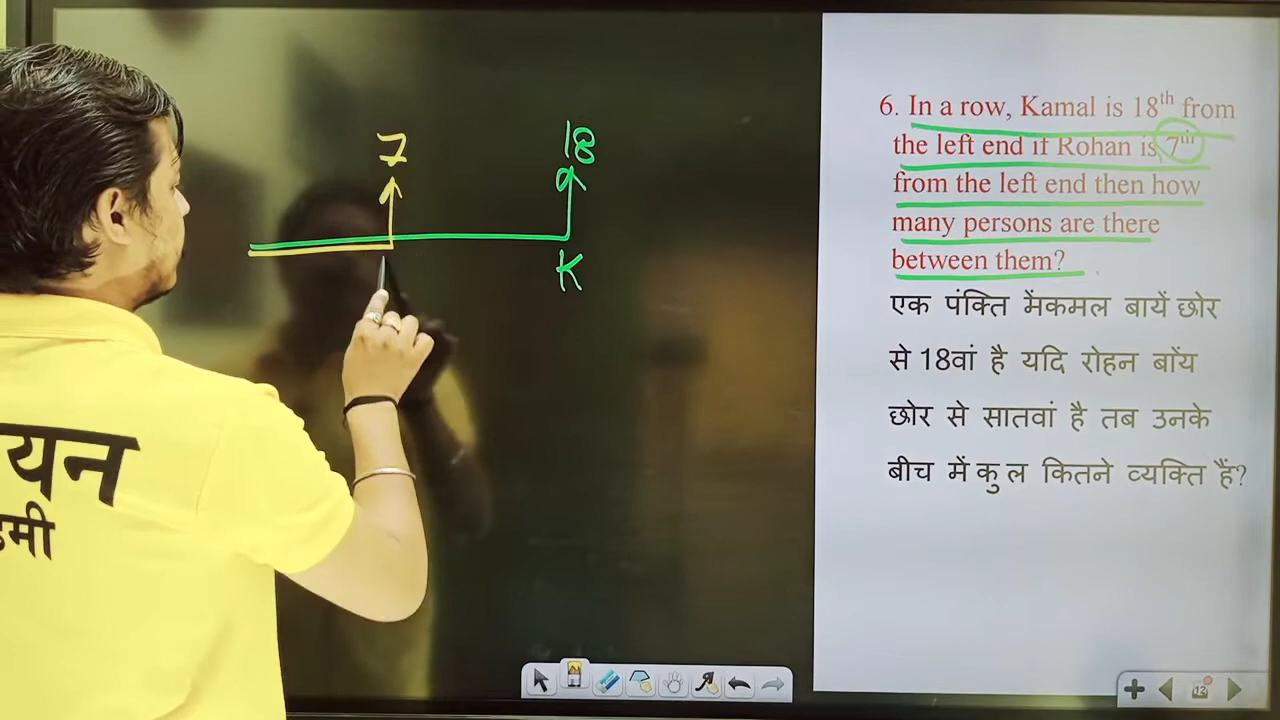 7
18
K
6. In a row, Kamal is 18th from
the left end if Rohan is 7th
from the left end then how
many persons are there
between them?
एक पंक्ति मेंकमल बायें छोर
से 18वां है यदि रोहन बांये
छोर से सातवां है तब उनके
बीच में कुल कितने व्यक्ति हैं?
यन
12